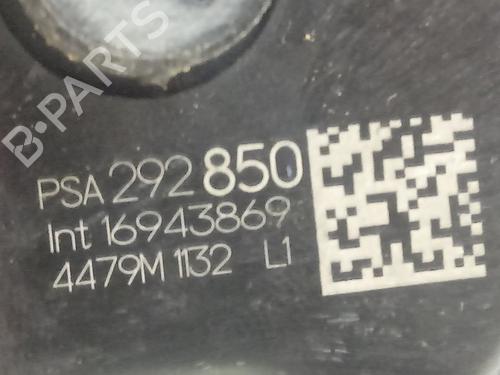 B-PARTS
PSA 292 850
Int 16943869
4479M 1132 L1